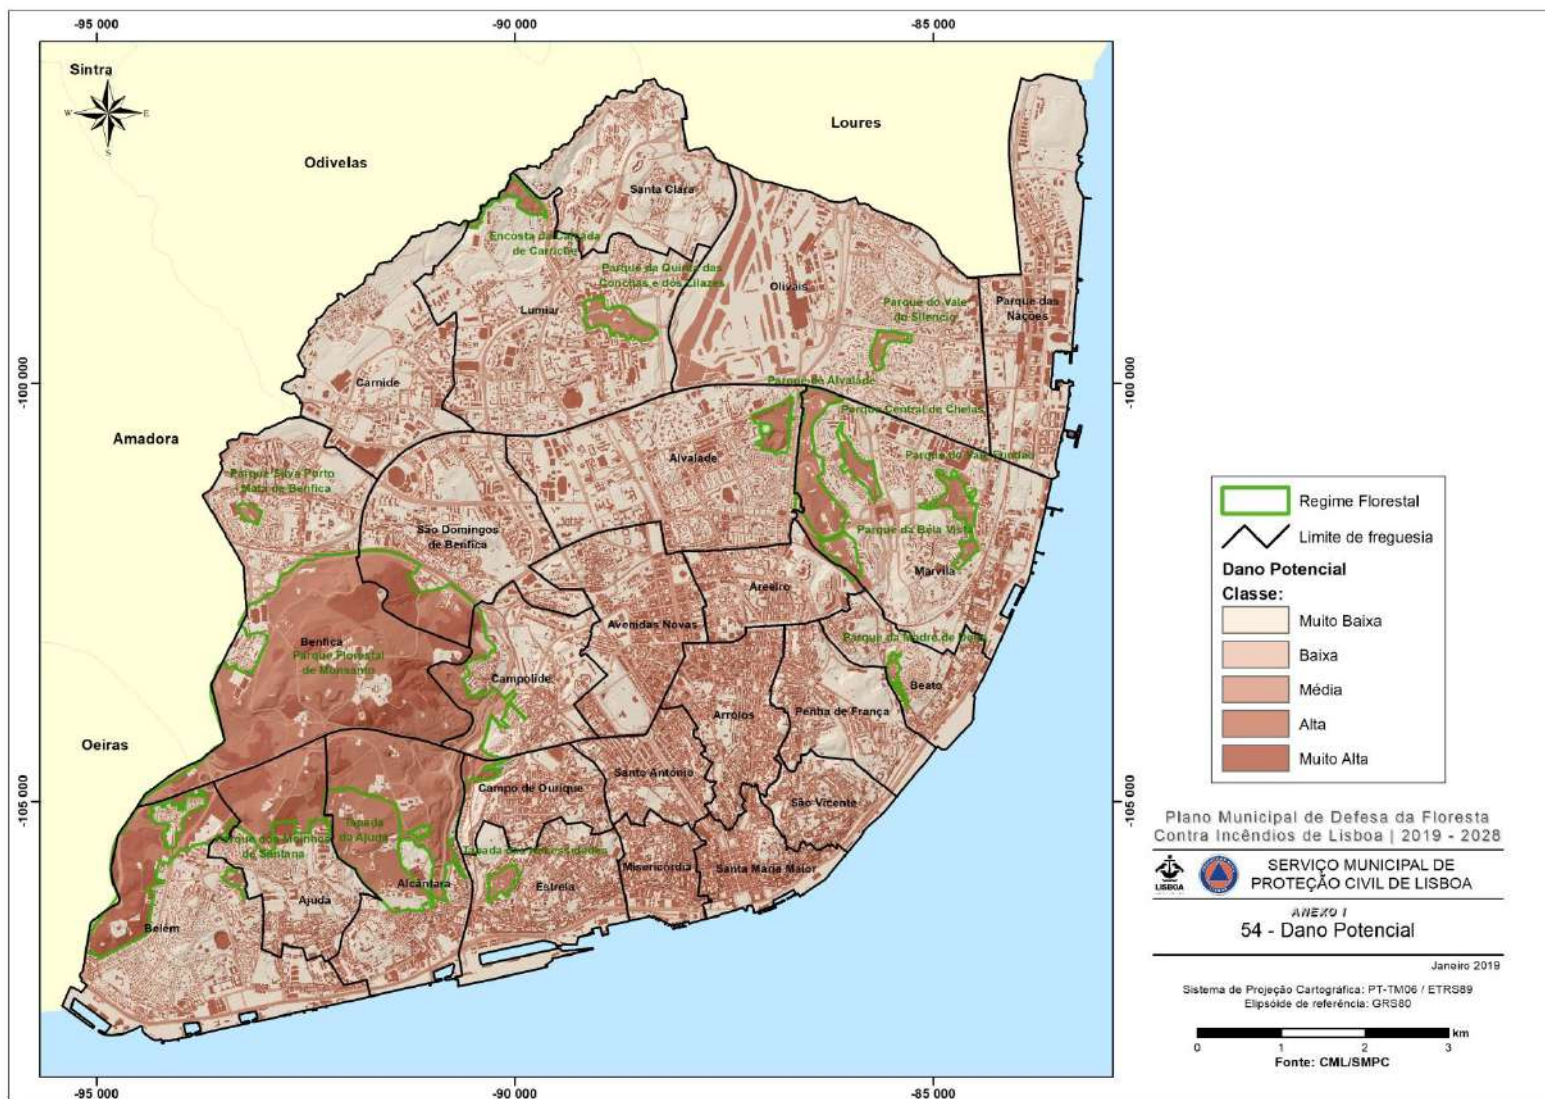 -95 000
-90 000
-85 000
Sintra
W
E
S
Loures
Odivelas
Santa Clara
Encosta da Calçada
de Carriche
Parque da Quinta das
Conchas e dos Lilazes
Olivais
Lumiar
Parque do Vale
do Silencio
Parque das
Nações
-100 000
-100 000
Carnide
Parque de Alvalade
Parque Central de Chelas
Amadora
Alvalade
Parque do Vale Fundão
Parque Silva Porto
Mata de Benfica
São Domingos
de Benfica
Parque da Bela Vista
Marvila
Areeiro
Avenidas Novas
Benfica
Parque Florestal
de Monsanto
Parque da Madre de Deus
Campolide
Beato
Arroios
Penha de França
Oeiras
Santo António
Campo de Ourique
São Vicente
-105 000
-105 000
Tapada
da Ajuda
Parque dos Moinhos
de Santana
Tapada das Necessidades
Misericórdia
Santa Maria Maior
Alcântara
Estrela
Ajuda
Belém
-95 000
-90 000
-85 000
Regime Florestal
Limite de freguesia
Dano Potencial
Classe:
Muito Baixa
Baixa
Média
Alta
Muito Alta
Plano Municipal de Defesa da Floresta
Contra Incêndios de Lisboa | 2019 - 2028
LISBOA
SERVIÇO MUNICIPAL DE
PROTEÇÃO CIVIL DE LISBOA
ANEXO I
54 - Dano Potencial
Janeiro 2019
Sistema de Projeção Cartográfica: PT-TM06 / ETRS89
Elipsóide de referência: GRS80
km
0 1 2 3
Fonte: CML/SMPC